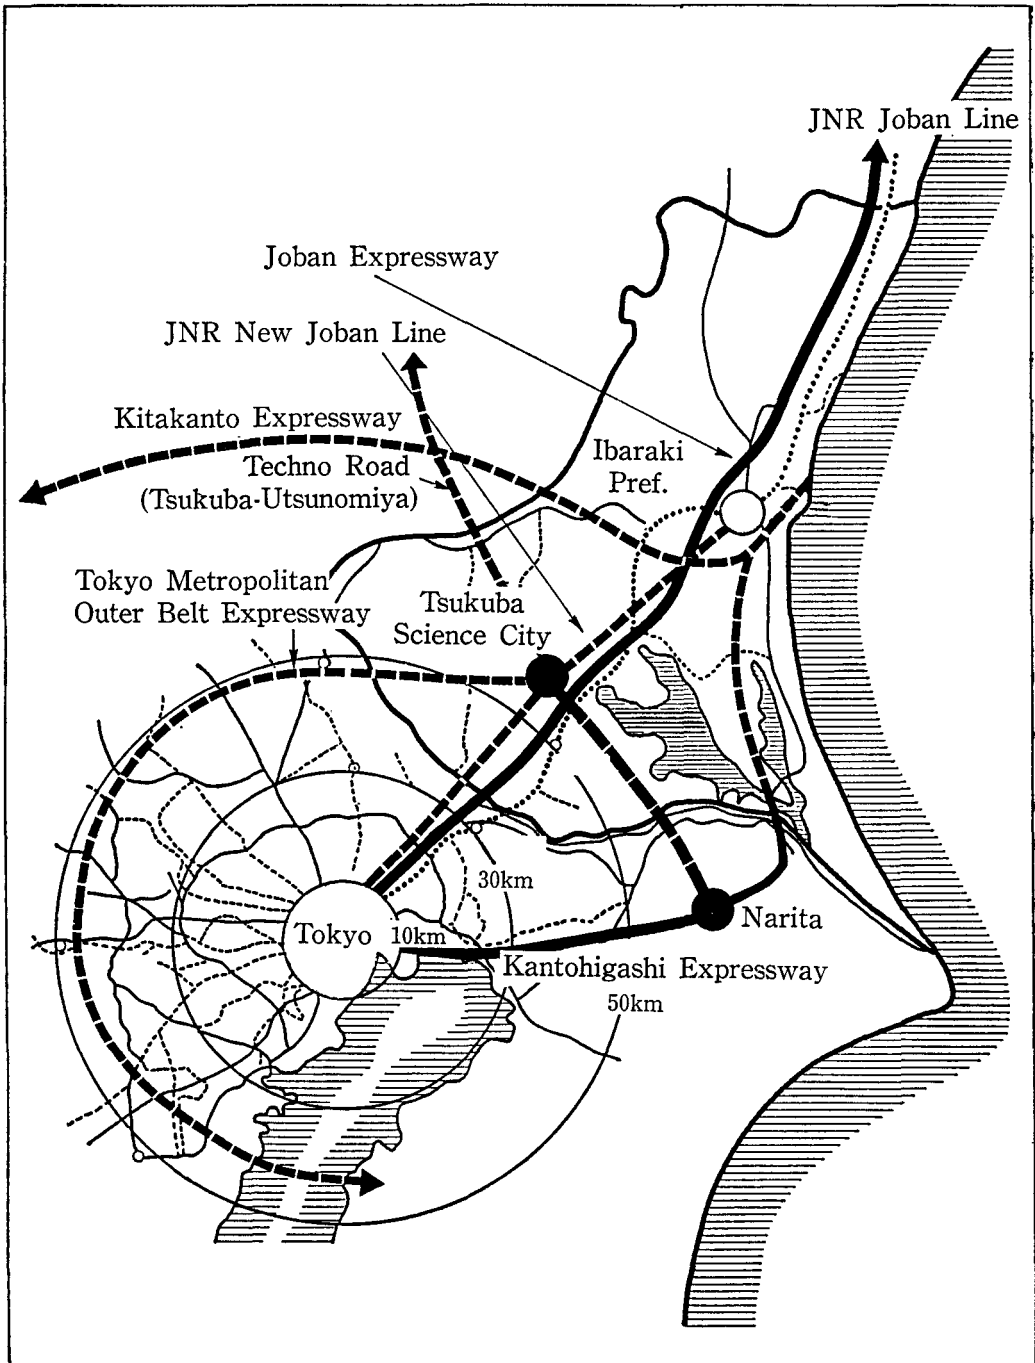 JNR Joban Line
Joban Expressway
JNR New Joban Line
Kitakanto Expressway
Techno Road
(Tsukuba-Utsunomiya)
Ibaraki
Pref.
Tokyo Metropolitan
Outer Belt Expressway
Tsukuba
Science City
30km
Tokyo
10km
Narita
Kantohigashi Expressway
50km